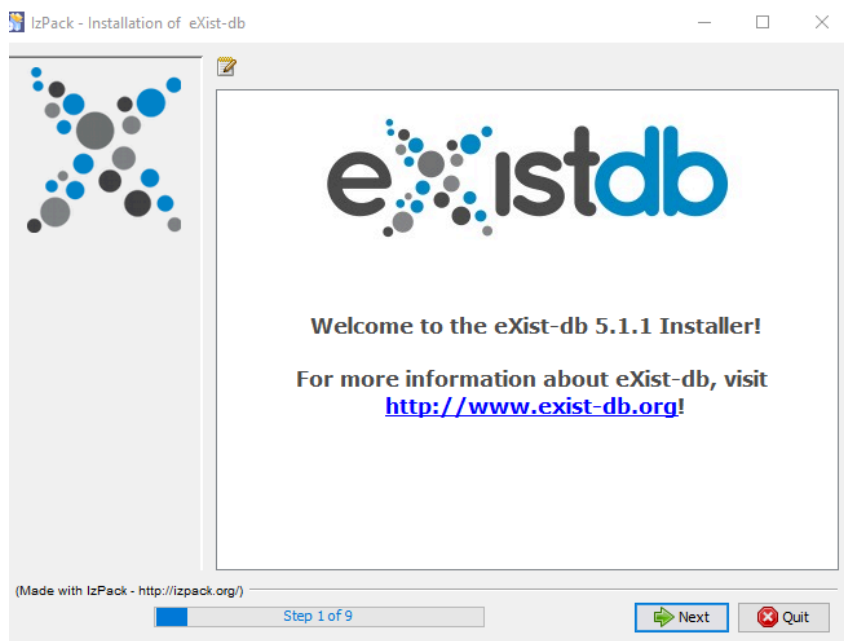 IzPack - Installation of eXist-db
eXistdb
Welcome to the eXist-db 5.1.1 Installer!
For more information about eXist-db, visit
http://www.exist-db.org!
(Made with IzPack - http://izpack.org/)
Step 1 of 9
Next
Quit